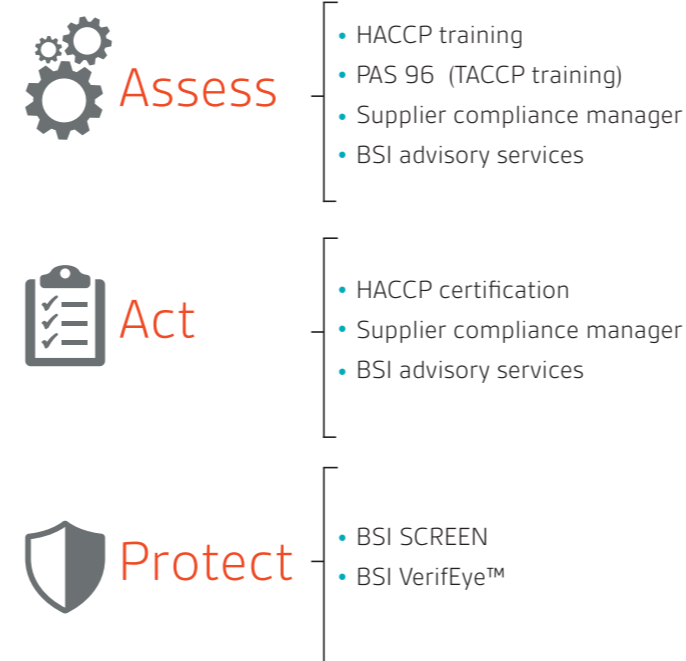 Assess
• HACCP training
• PAS 96 (TACCP training)
• Supplier compliance manager
• BSI advisory services
Act
• HACCP certification
• Supplier compliance manager
• BSI advisory services
Protect
• BSI SCREEN
• BSI VerifEye™